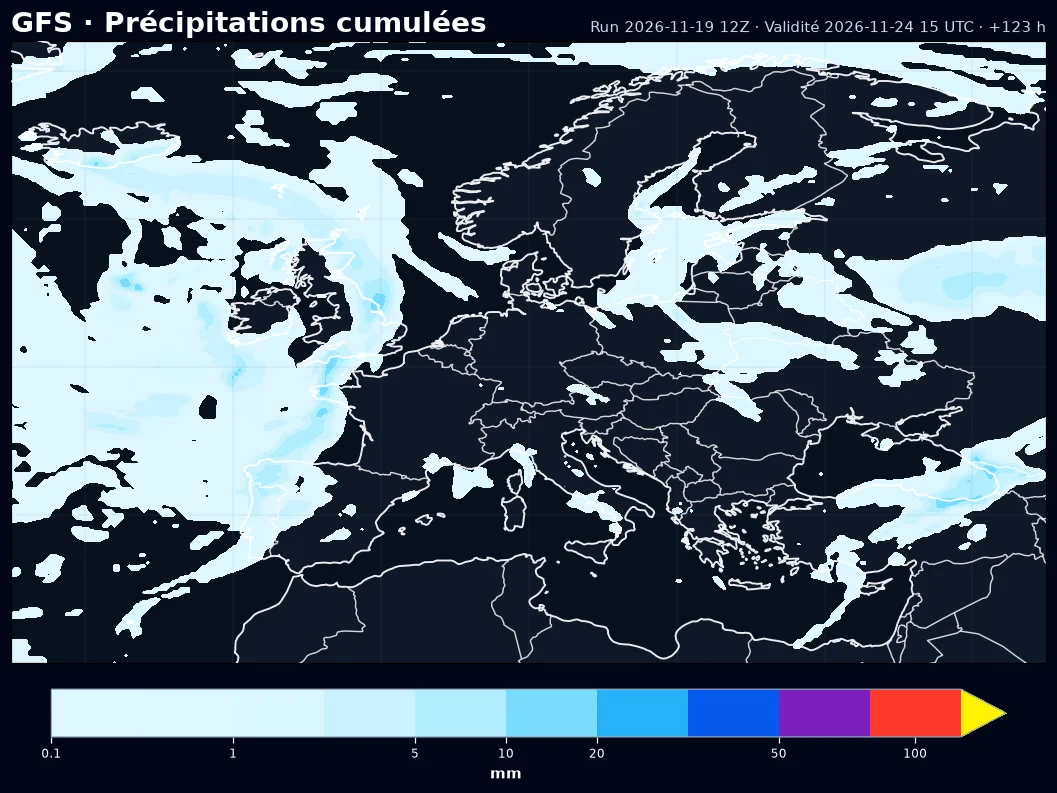 GFS · Précipitations cumulées
Run 2026-11-19 12Z · Validité 2026-11-24 15 UTC · +123 h
0.1 1 5 10 20 50 100
mm